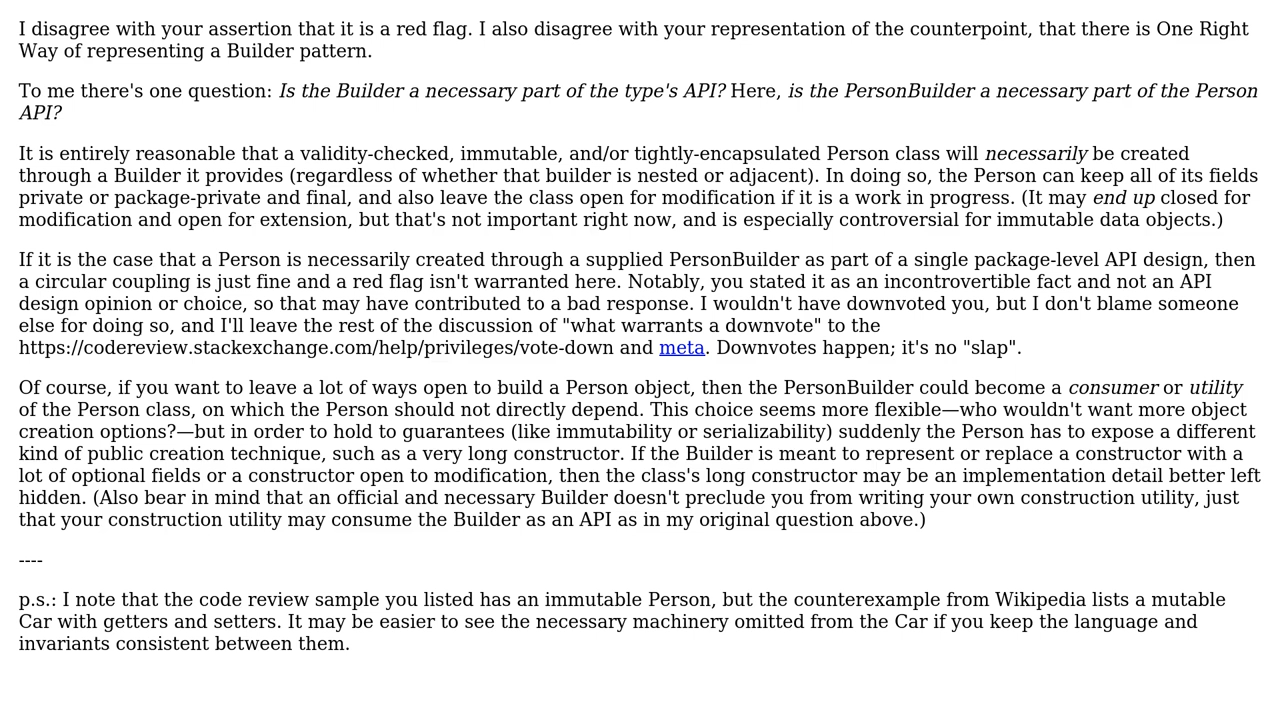 I disagree with your assertion that it is a red flag. I also disagree with your representation of the counterpoint, that there is One Right
Way of representing a Builder pattern.
To me there's one question: Is the Builder a necessary part of the type's API? Here, is the PersonBuilder a necessary part of the Person
API?
It is entirely reasonable that a validity-checked, immutable, and/or tightly-encapsulated Person class will necessarily be created
through a Builder it provides (regardless of whether that builder is nested or adjacent). In doing so, the Person can keep all of its fields
private or package-private and final, and also leave the class open for modification if it is a work in progress. (It may end up closed for
modification and open for extension, but that's not important right now, and is especially controversial for immutable data objects.)
If it is the case that a Person is necessarily created through a supplied PersonBuilder as part of a single package-level API design, then
a circular coupling is just fine and a red flag isn't warranted here. Notably, you stated it as an incontrovertible fact and not an API
design opinion or choice, so that may have contributed to a bad response. I wouldn't have downvoted you, but I don't blame someone
else for doing so, and I'll leave the rest of the discussion of "what warrants a downvote" to the
https://codereview.stackexchange.com/help/privileges/vote-down and meta. Downvotes happen; it's no "slap".
Of course, if you want to leave a lot of ways open to build a Person object, then the PersonBuilder could become a consumer or utility
of the Person class, on which the Person should not directly depend. This choice seems more flexible—who wouldn't want more object
creation options?—but in order to hold to guarantees (like immutability or serializability) suddenly the Person has to expose a different
kind of public creation technique, such as a very long constructor. If the Builder is meant to represent or replace a constructor with a
lot of optional fields or a constructor open to modification, then the class's long constructor may be an implementation detail better left
hidden. (Also bear in mind that an official and necessary Builder doesn't preclude you from writing your own construction utility, just
that your construction utility may consume the Builder as an API as in my original question above.)
----
p.s.: I note that the code review sample you listed has an immutable Person, but the counterexample from Wikipedia lists a mutable
Car with getters and setters. It may be easier to see the necessary machinery omitted from the Car if you keep the language and
invariants consistent between them.